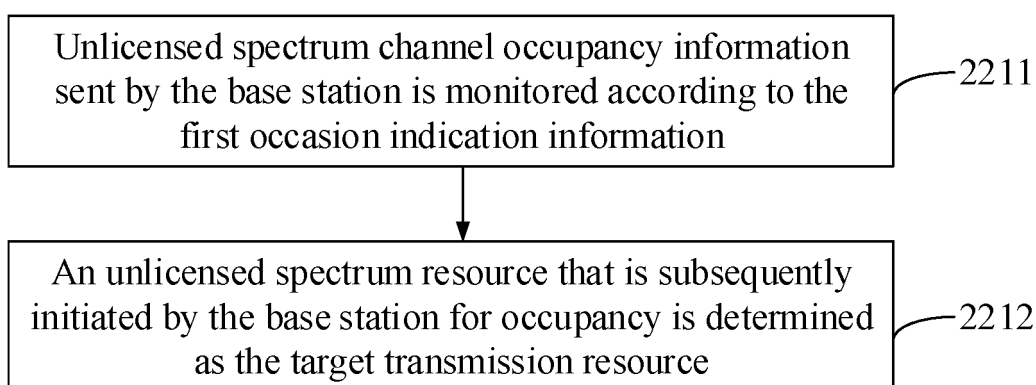 Unlicensed spectrum channel occupancy information
sent by the base station is monitored according to the
first occasion indication information
2211
An unlicensed spectrum resource that is subsequently
initiated by the base station for occupancy is determined
as the target transmission resource
2212